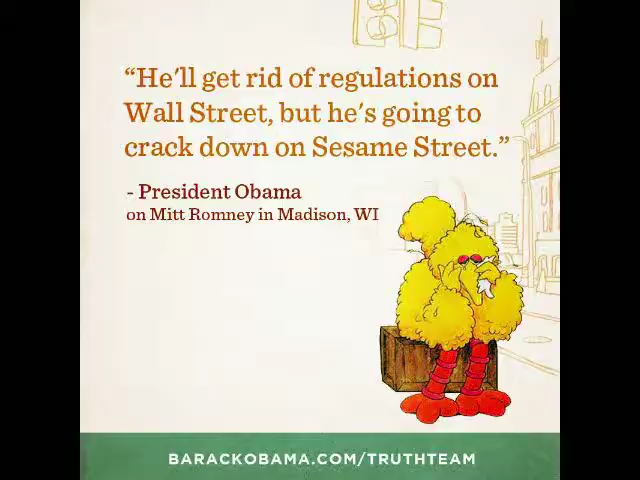 “He'll get rid of regulations on
Wall Street, but he's going to
crack down on Sesame Street.”
- President Obama
on Mitt Romney in Madison, WI
BARACKOBAMA.COM/TRUTHTEAM